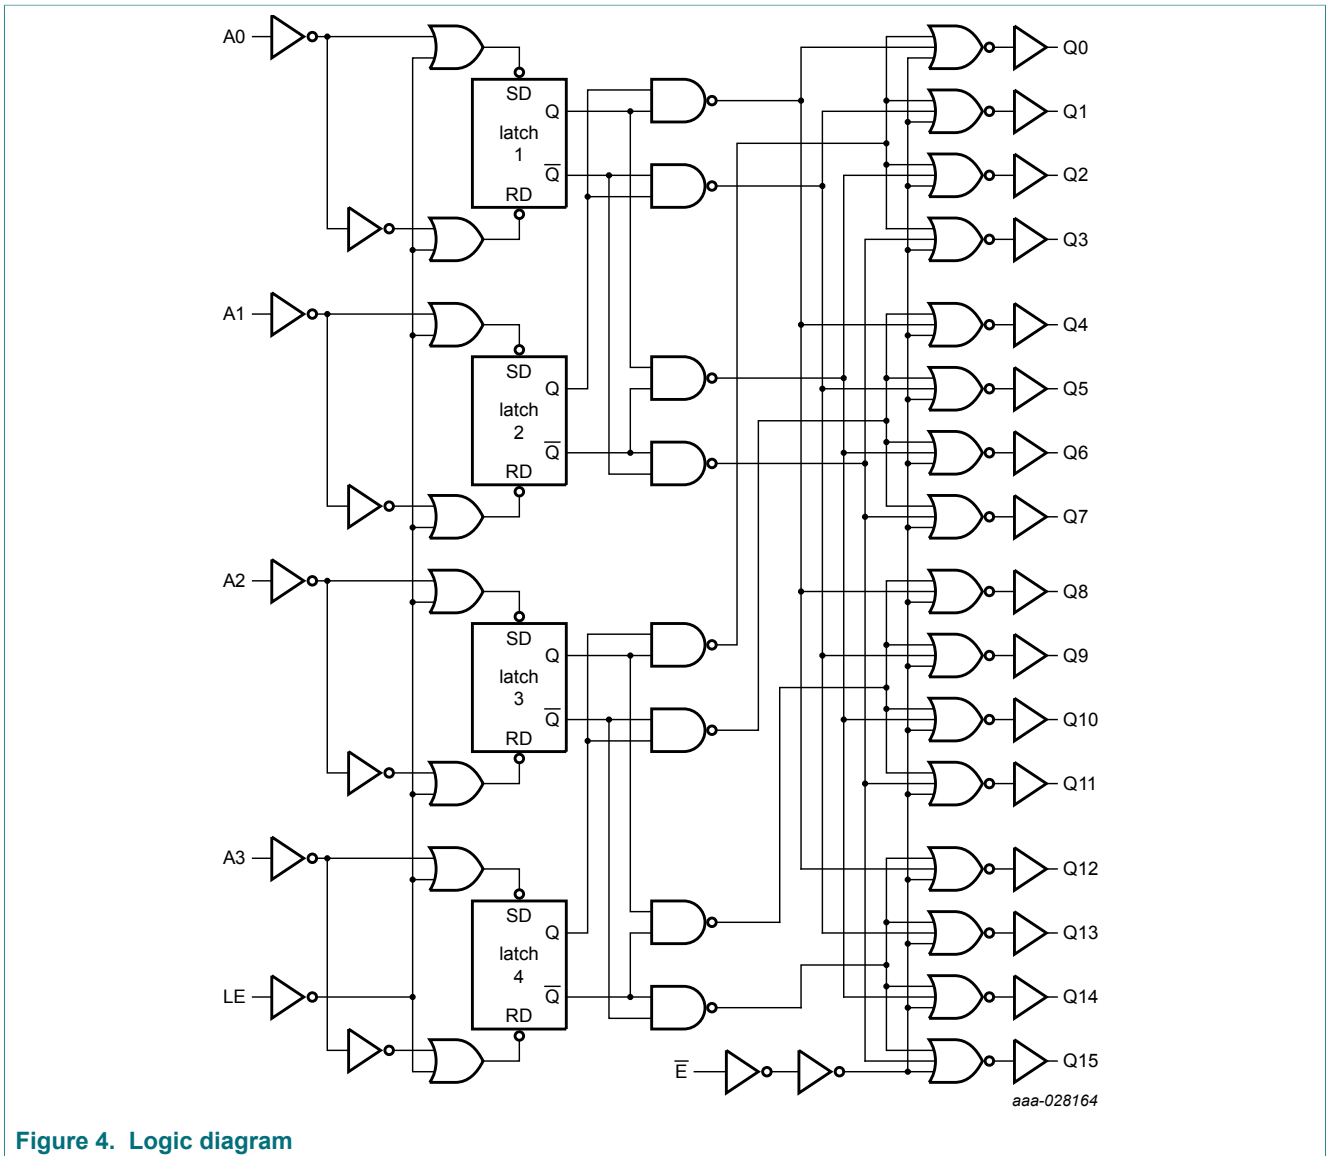 A0
Q0
SD
Q
latch
1
Q̅
RD
Q1
Q2
Q3
A1
Q4
SD
Q
latch
2
Q̅
RD
Q5
Q6
Q7
A2
Q8
SD
Q
latch
3
Q̅
RD
Q9
Q10
Q11
A3
Q12
SD
Q
latch
4
Q̅
RD
Q13
LE
Q14
E̅
Q15
aaa-028164
Figure 4. Logic diagram